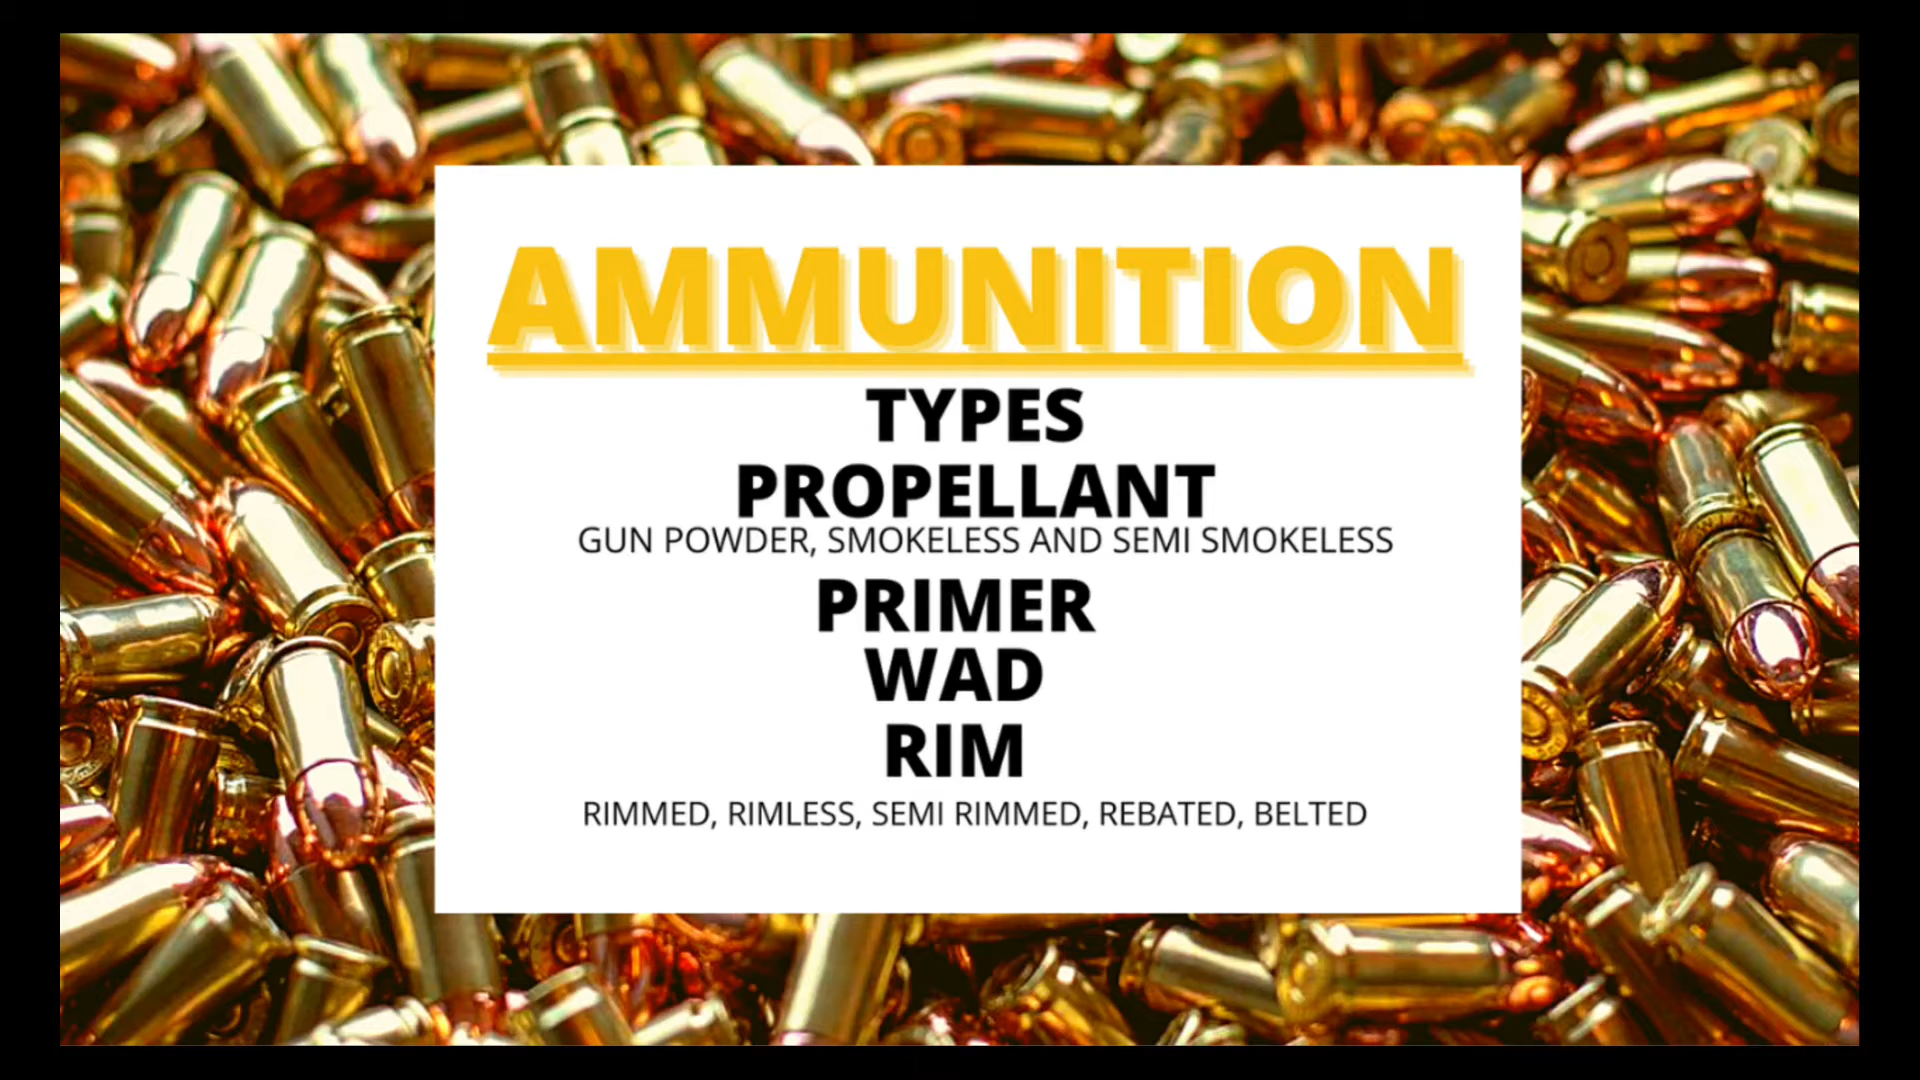 AMMUNITION
TYPES
PROPELLANT
GUN POWDER, SMOKELESS AND SEMI SMOKELESS
PRIMER
WAD
RIM
RIMMED, RIMLESS, SEMI RIMMED, REBATED, BELTED